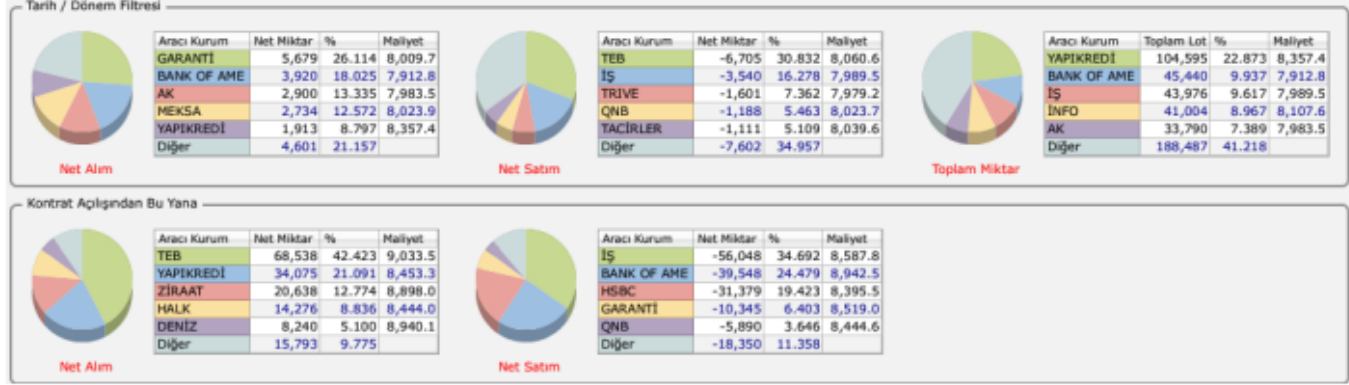 Tarih / Dönem Filtresi
Aracı Kurum Net Miktar % Maliyet
GARANTİ 5,679 26.114 8,009.7
BANK OF AME 3,920 18.025 7,912.8
AK 2,900 13.335 7,983.5
MEKSA 2,734 12.572 8,023.9
YAPIKREDİ 1,913 8.797 8,357.4
Diğer 4,601 21.157
Net Alım
Aracı Kurum Net Miktar % Maliyet
TEB -6,705 30.832 8,060.6
İŞ -3,540 16.278 7,989.5
TRIVE -1,601 7.362 7,979.2
QNB -1,188 5.463 8,023.7
TACİRLER -1,111 5.109 8,039.6
Diğer -7,602 34.957
Net Satım
Aracı Kurum Toplam Lot % Maliyet
YAPIKREDİ 104,595 22.873 8,357.4
BANK OF AME 45,440 9.937 7,912.8
İŞ 43,976 9.617 7,989.5
İNFO 41,004 8.967 8,107.6
AK 33,790 7.389 7,983.5
Diğer 188,487 41.218
Toplam Miktar
Kontrat Açılışından Bu Yana
Aracı Kurum Net Miktar % Maliyet
TEB 68,538 42.423 9,033.5
YAPIKREDİ 34,075 21.091 8,453.3
ZİRAAT 20,638 12.774 8,898.0
HALK 14,276 8.836 8,444.0
DENİZ 8,240 5.100 8,940.1
Diğer 15,793 9.775
Net Alım
Aracı Kurum Net Miktar % Maliyet
İŞ -56,048 34.692 8,587.8
BANK OF AME -39,548 24.479 8,942.5
HSBC -31,379 19.423 8,395.5
GARANTİ -10,345 6.403 8,519.0
QNB -5,890 3.646 8,444.6
Diğer -18,350 11.358
Net Satım